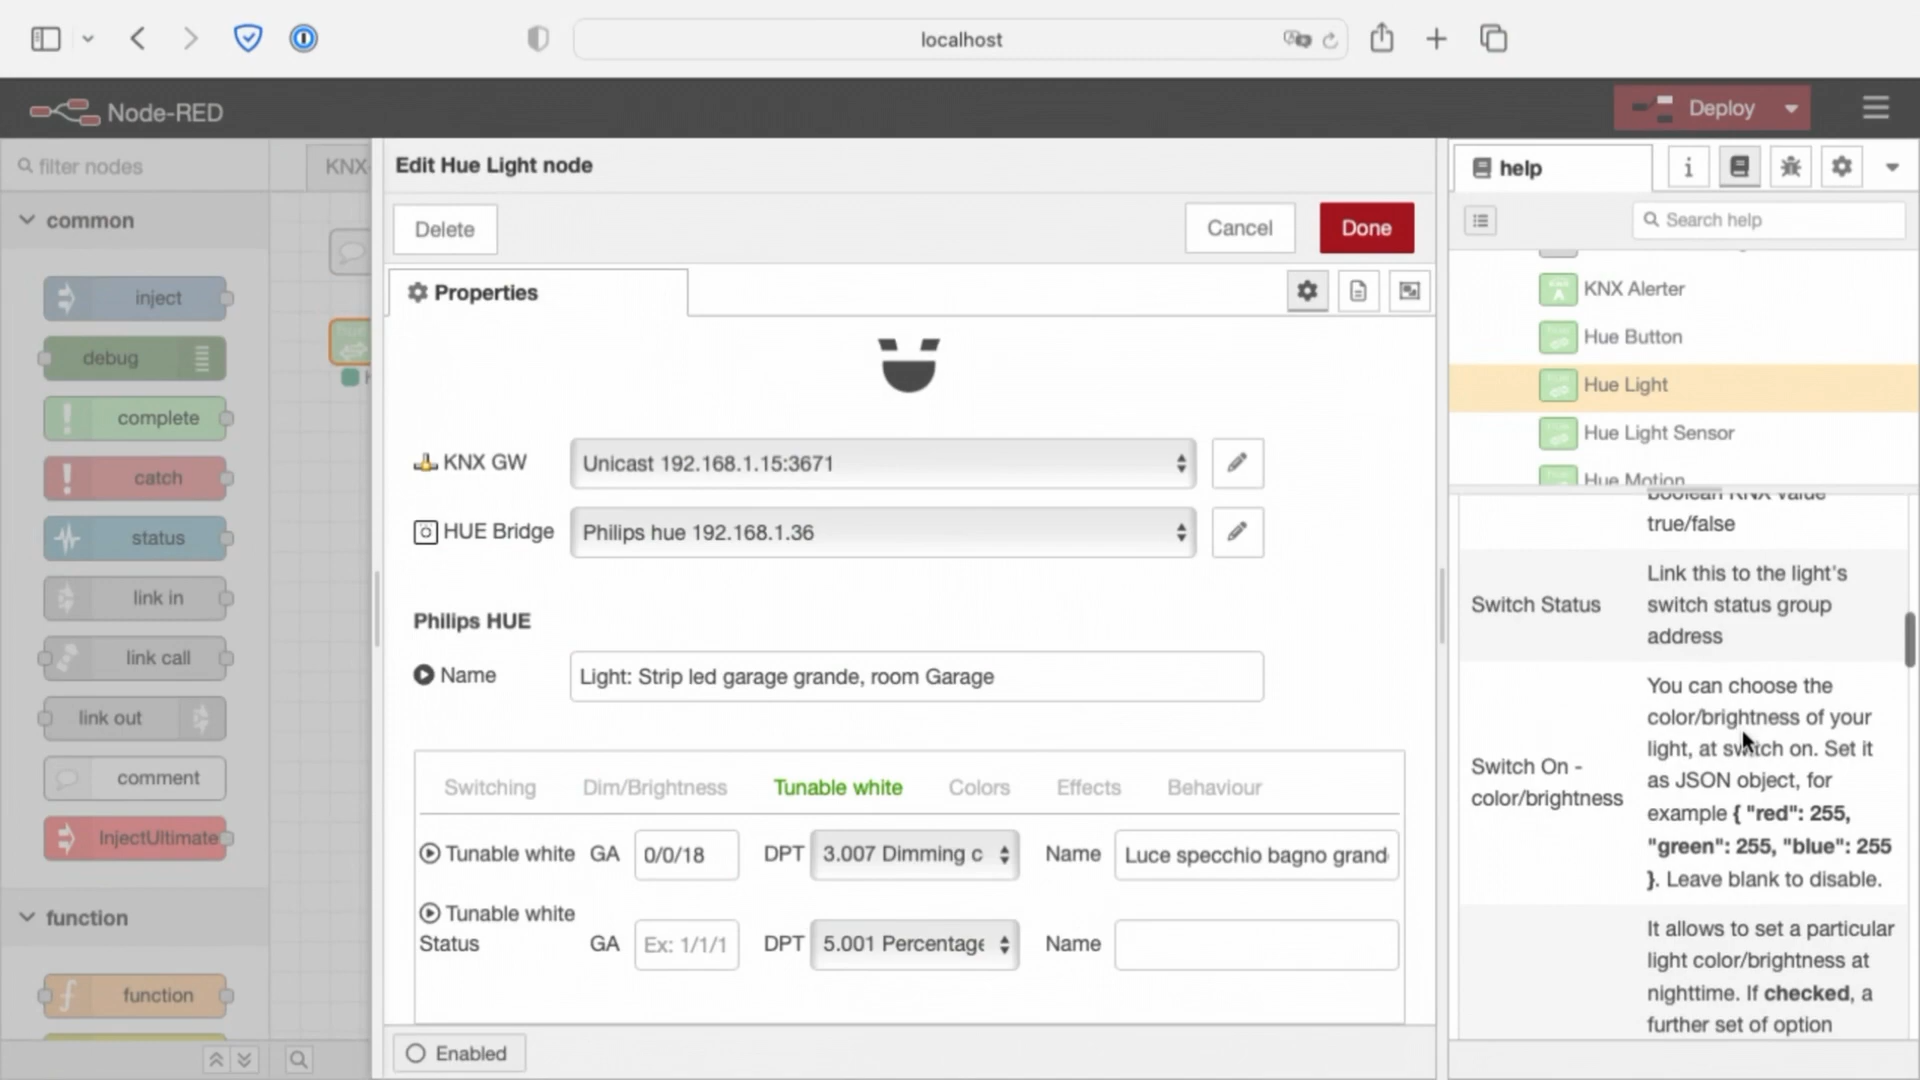 localhost
Node-RED
Deploy
filter nodes
KNX-
common
inject
debug
complete
catch
status
link in
link call
link out
comment
InjectUltimate
function
function
Edit Hue Light node
Delete
Cancel
Done
Properties
KNX GW
Unicast 192.168.1.15:3671
HUE Bridge
Philips hue 192.168.1.36
Philips HUE
Name
Light: Strip led garage grande, room Garage
Switching Dim/Brightness Tunable white Colors Effects Behaviour
Tunable white GA 0/0/18 DPT 3.007 Dimming c Name Luce specchio bagno grand
Tunable white
Status GA Ex: 1/1/1 DPT 5.001 Percentage Name
Enabled
help
Search help
KNX Alerter
Hue Button
Hue Light
Hue Light Sensor
Hue Motion
boolean KNX value
true/false
Switch Status
Link this to the light's
switch status group
address
Switch On -
color/brightness
You can choose the
color/brightness of your
light, at switch on. Set it
as JSON object, for
example { "red": 255,
"green": 255, "blue": 255
}. Leave blank to disable.
It allows to set a particular
light color/brightness at
nighttime. If checked, a
further set of option